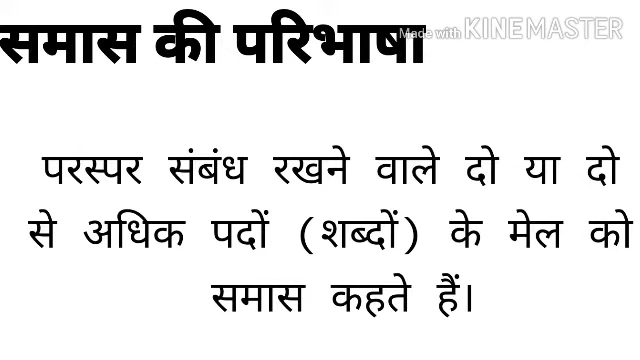 समास की परिभाषा
Made with KINEMASTER
परस्पर संबंध रखने वाले दो या दो
से अधिक पदों (शब्दों) के मेल को
समास कहते हैं।